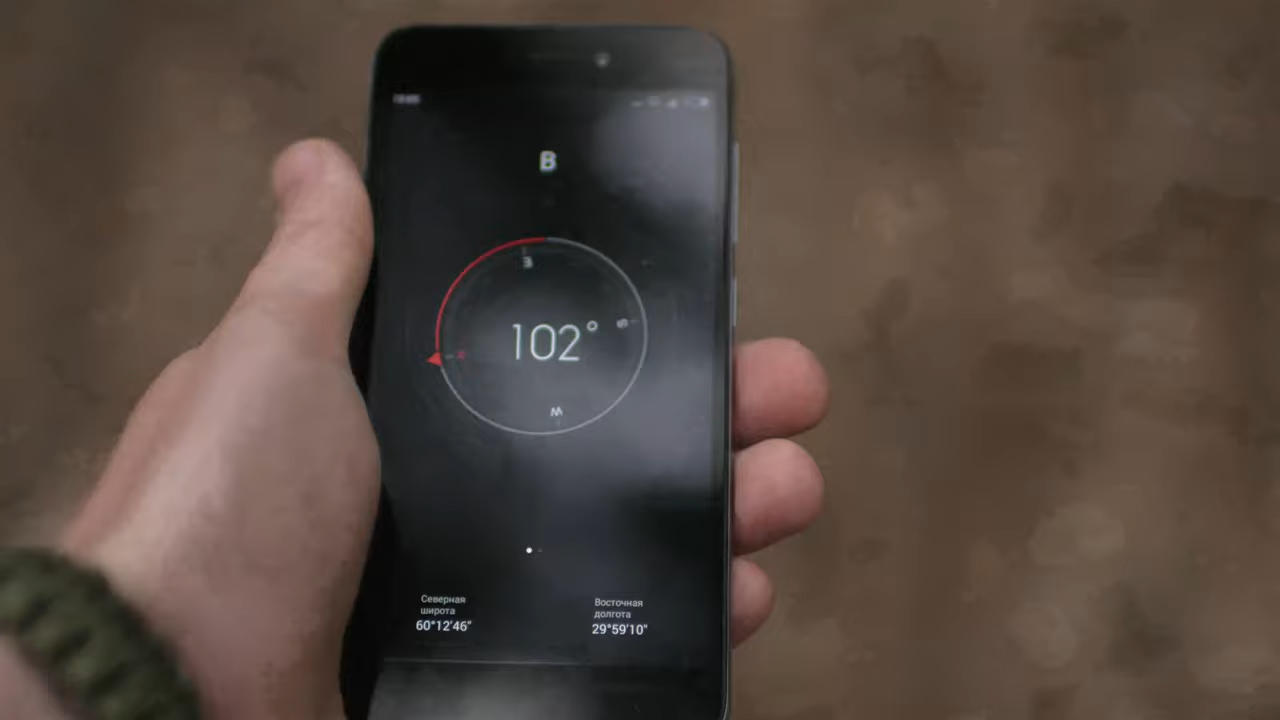 В
E
102°
S
W
Северная
широта
60°12'46"
Восточная
долгота
29°59'10"